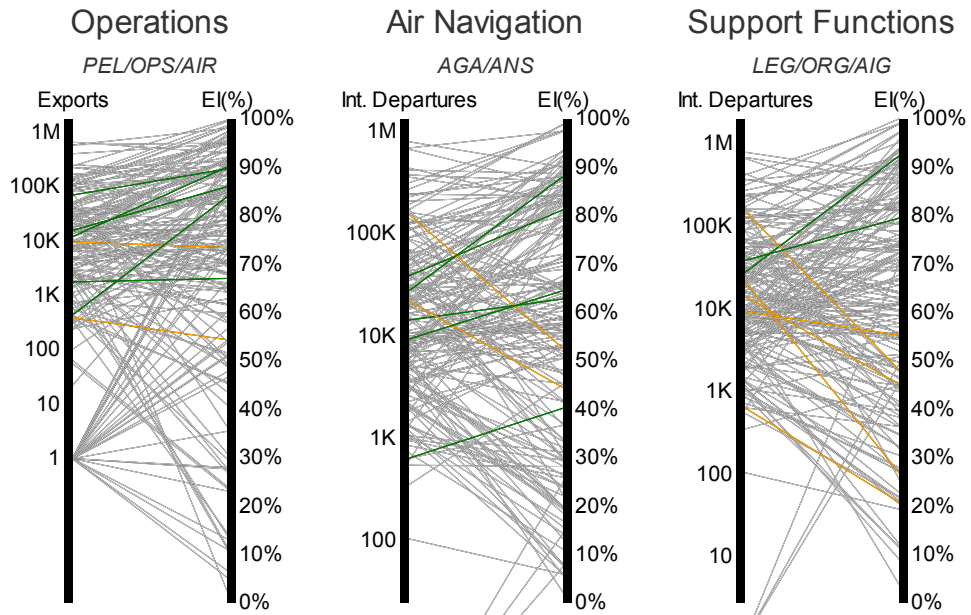 Operations
PEL/OPS/AIR
Exports
EI(%)
1M
100K
10K
1K
100
10
1
100%
90%
80%
70%
60%
50%
40%
30%
20%
10%
0%
Air Navigation
AGA/ANS
Int. Departures
EI(%)
1M
100K
10K
1K
100
100%
90%
80%
70%
60%
50%
40%
30%
20%
10%
0%
Support Functions
LEG/ORG/AIG
Int. Departures
EI(%)
1M
100K
10K
1K
100
10
100%
90%
80%
70%
60%
50%
40%
30%
20%
10%
0%